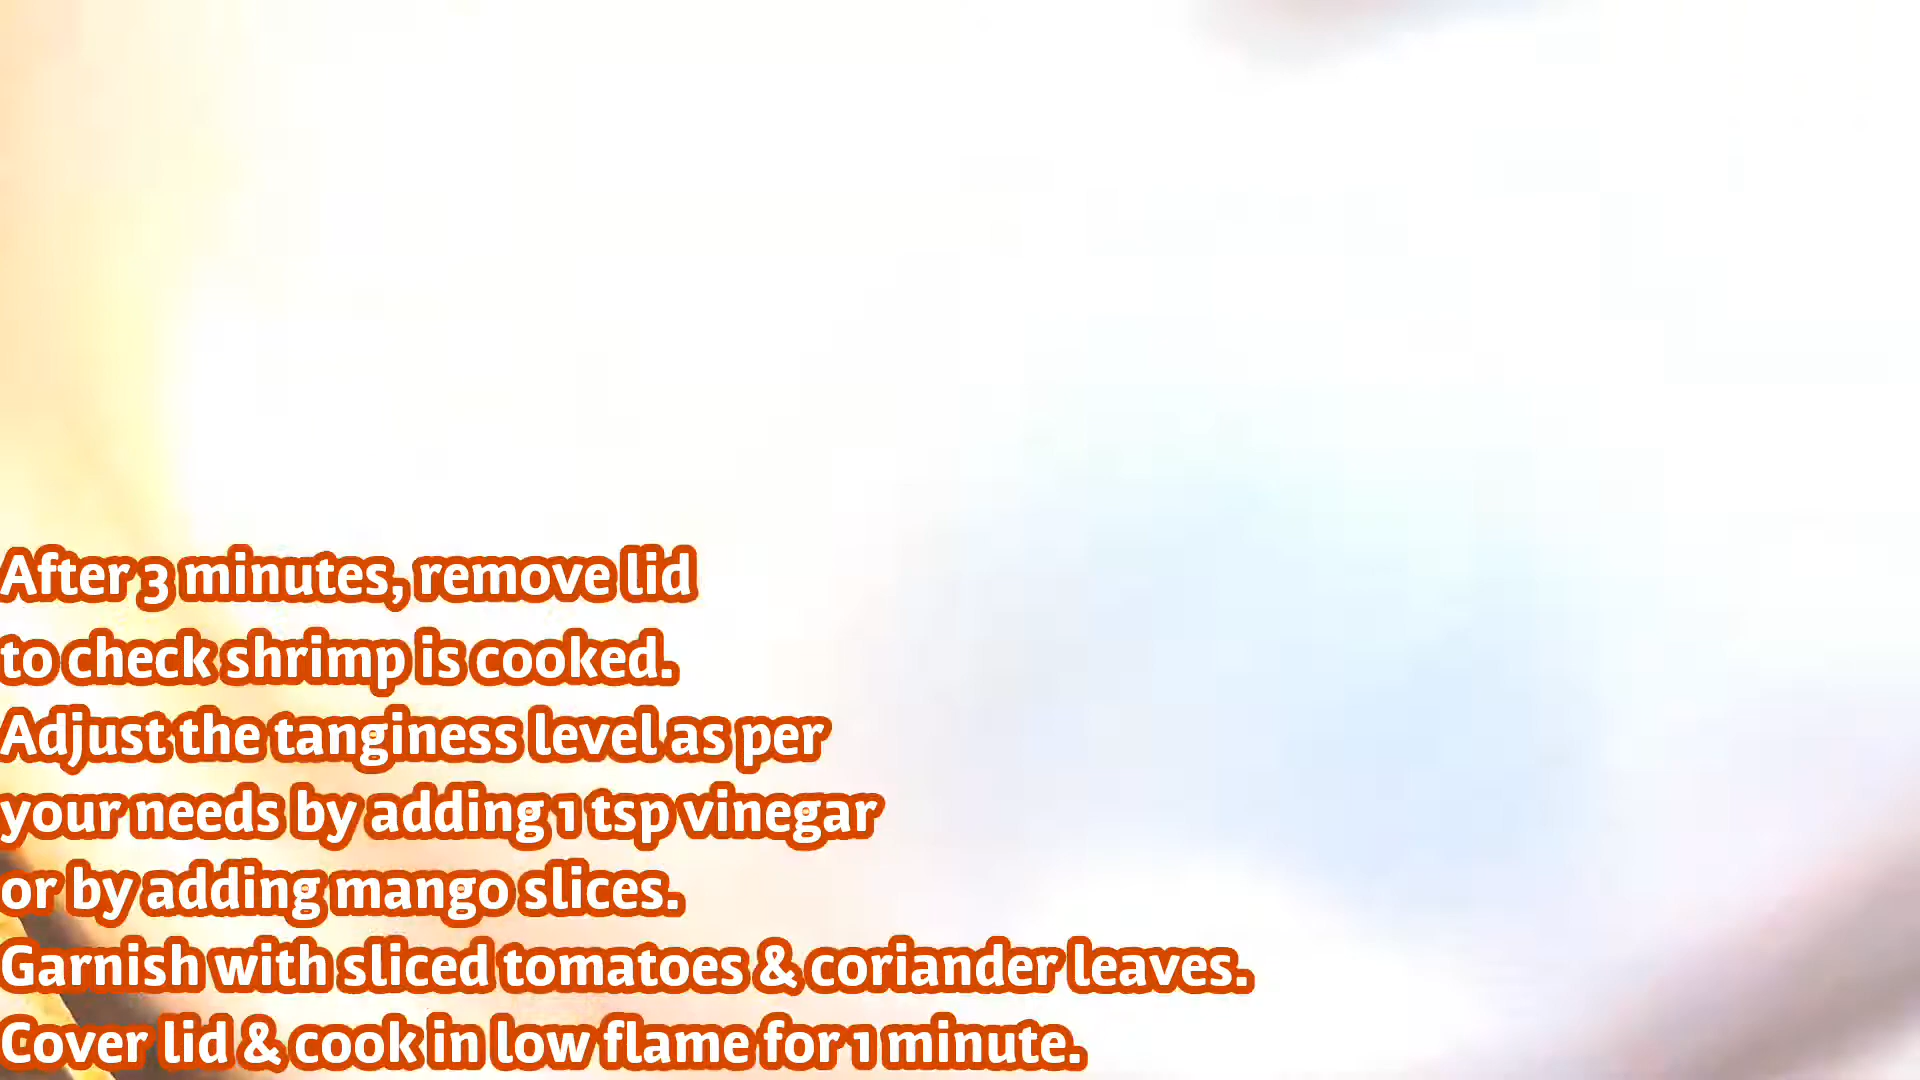 After 3 minutes, remove lid
to check shrimp is cooked.
Adjust the tanginess level as per
your needs by adding 1 tsp vinegar
or by adding mango slices.
Garnish with sliced tomatoes & coriander leaves.
Cover lid & cook in low flame for 1 minute.